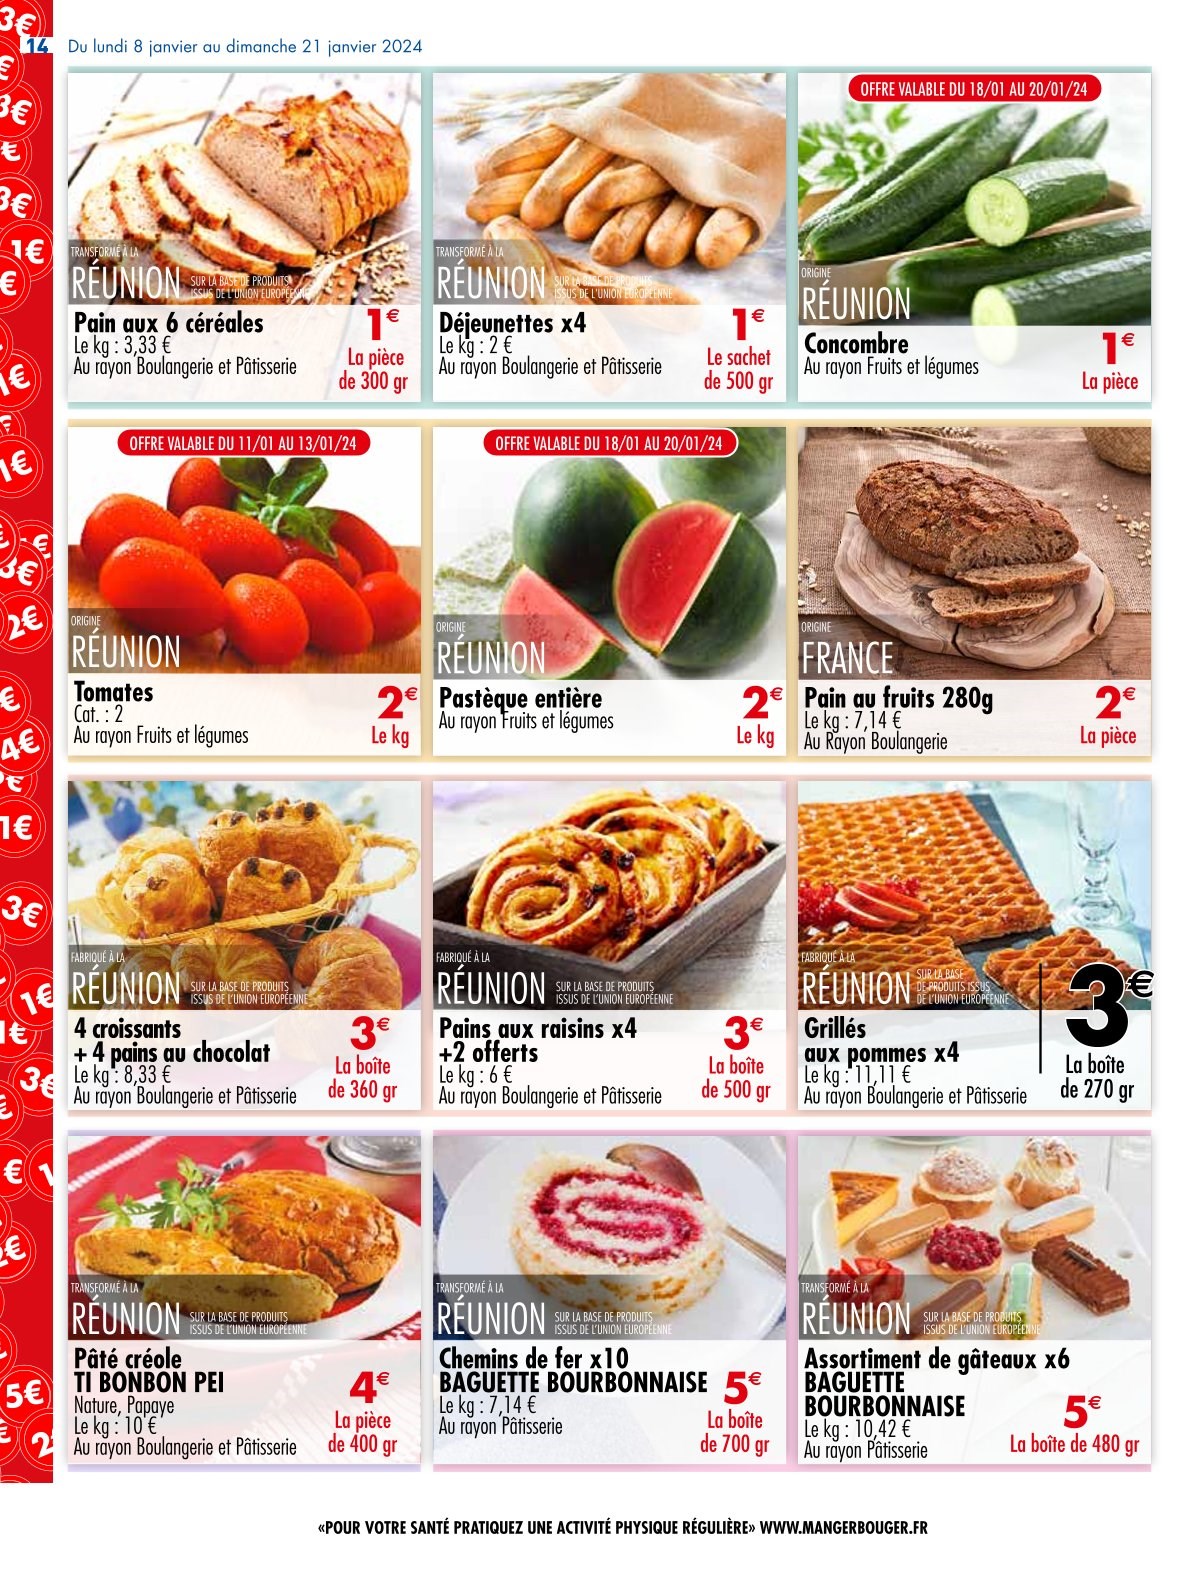 14
Du lundi 8 janvier au dimanche 21 janvier 2024
TRANSFORMÉ À LA
RÉUNION
SUR LA BASE DE PRODUITS
ISSUS DE L'UNION EUROPÉENNE
Pain aux 6 céréales
Le kg : 3,33 €
Au rayon Boulangerie et Pâtisserie
1€
La pièce
de 300 gr
TRANSFORMÉ À LA
RÉUNION
SUR LA BASE DE PRODUITS
ISSUS DE L'UNION EUROPÉENNE
Déjeunettes x4
Le kg : 2 €
Au rayon Boulangerie et Pâtisserie
1€
Le sachet
de 500 gr
OFFRE VALABLE DU 18/01 AU 20/01/24
ORIGINE
RÉUNION
Concombre
Au rayon Fruits et légumes
1€
La pièce
OFFRE VALABLE DU 11/01 AU 13/01/24
ORIGINE
RÉUNION
Tomates
Cat. : 2
Au rayon Fruits et légumes
2€
Le kg
OFFRE VALABLE DU 18/01 AU 20/01/24
ORIGINE
RÉUNION
Pastèque entière
Au rayon Fruits et légumes
2€
Le kg
ORIGINE
FRANCE
Pain au fruits 280g
Le kg : 7,14 €
Au Rayon Boulangerie
2€
La pièce
FABRIQUÉ À LA
RÉUNION
SUR LA BASE DE PRODUITS
ISSUS DE L'UNION EUROPÉENNE
4 croissants
+ 4 pains au chocolat
Le kg : 8,33 €
Au rayon Boulangerie et Pâtisserie
3€
La boîte
de 360 gr
FABRIQUÉ À LA
RÉUNION
SUR LA BASE DE PRODUITS
ISSUS DE L'UNION EUROPÉENNE
Pains aux raisins x4
+2 offerts
Le kg : 6 €
Au rayon Boulangerie et Pâtisserie
3€
La boîte
de 500 gr
FABRIQUÉ À LA
RÉUNION
SUR LA BASE
DE PRODUITS ISSUS
DE L'UNION EUROPÉENNE
Grillés
aux pommes x4
Le kg : 11,11 €
Au rayon Boulangerie et Pâtisserie
3€
La boîte
de 270 gr
TRANSFORMÉ À LA
RÉUNION
SUR LA BASE DE PRODUITS
ISSUS DE L'UNION EUROPÉENNE
Pâté créole
TI BONBON PEI
Nature, Papaye
Le kg : 10 €
Au rayon Boulangerie et Pâtisserie
4€
La pièce
de 400 gr
TRANSFORMÉ À LA
RÉUNION
SUR LA BASE DE PRODUITS
ISSUS DE L'UNION EUROPÉENNE
Chemins de fer x10
BAGUETTE BOURBONNAISE
Le kg : 7,14 €
Au rayon Pâtisserie
5€
La boîte
de 700 gr
TRANSFORMÉ À LA
RÉUNION
SUR LA BASE DE PRODUITS
ISSUS DE L'UNION EUROPÉENNE
Assortiment de gâteaux x6
BAGUETTE
BOURBONNAISE
Le kg : 10,42 €
Au rayon Pâtisserie
5€
La boîte de 480 gr
«POUR VOTRE SANTÉ PRATIQUEZ UNE ACTIVITÉ PHYSIQUE RÉGULIÈRE» WWW.MANGERBOUGER.FR